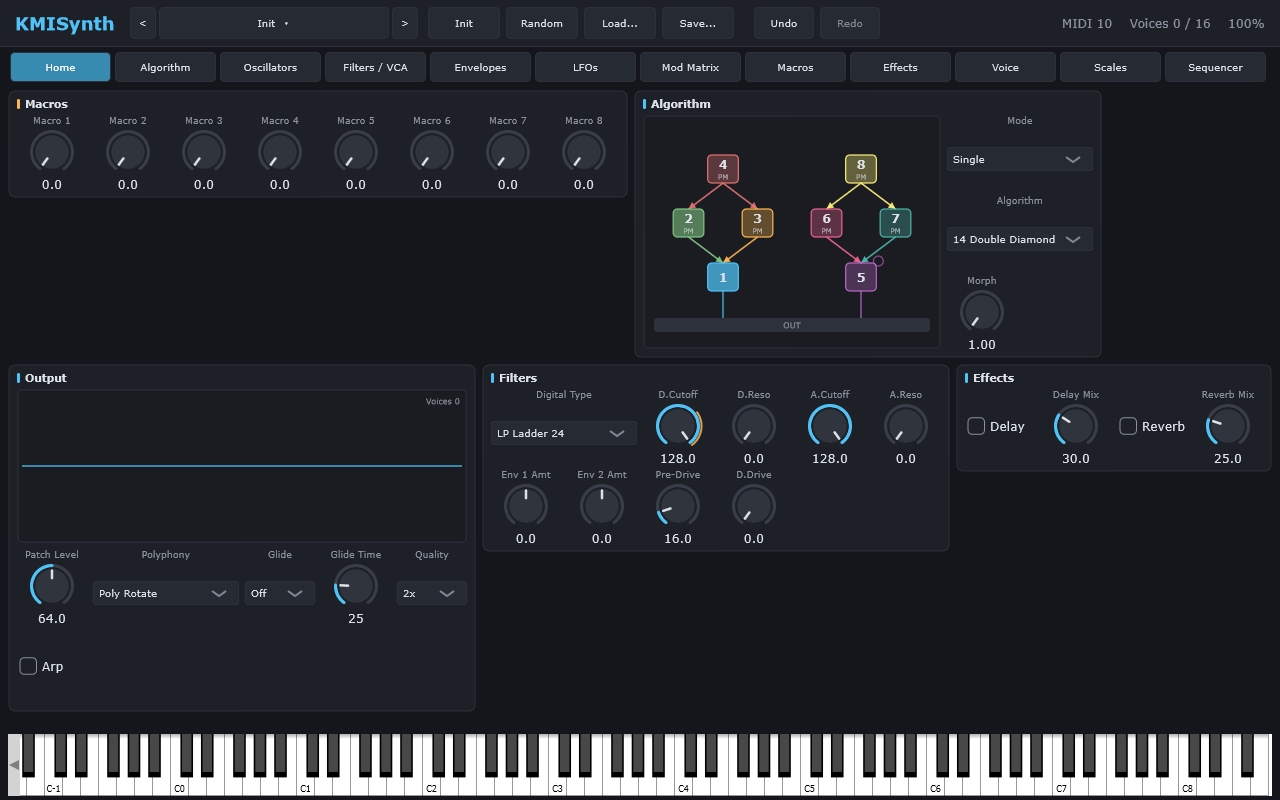 KMISynth < Init > Init Random Load... Save... Undo Redo MIDI 10 Voices 0 / 16 100%
Home Algorithm Oscillators Filters / VCA Envelopes LFOs Mod Matrix Macros Effects Voice Scales Sequencer
Macros
Macro 1 Macro 2 Macro 3 Macro 4 Macro 5 Macro 6 Macro 7 Macro 8
0.0 0.0 0.0 0.0 0.0 0.0 0.0 0.0
Algorithm
4
PM
8
PM
2
PM
3
PM
6
PM
7
PM
1
5
OUT
Mode
Single
Algorithm
14 Double Diamond
Morph
1.00
Output
Voices 0
Patch Level Polyphony Glide Glide Time Quality
Poly Rotate Off 2x
64.0 25
Arp
Filters
Digital Type D.Cutoff D.Reso A.Cutoff A.Reso
LP Ladder 24
128.0 0.0 128.0 0.0
Env 1 Amt Env 2 Amt Pre-Drive D.Drive
0.0 0.0 16.0 0.0
Effects
Delay Mix Reverb Mix
Delay Reverb
30.0 25.0
C-1 C0 C1 C2 C3 C4 C5 C6 C7 C8